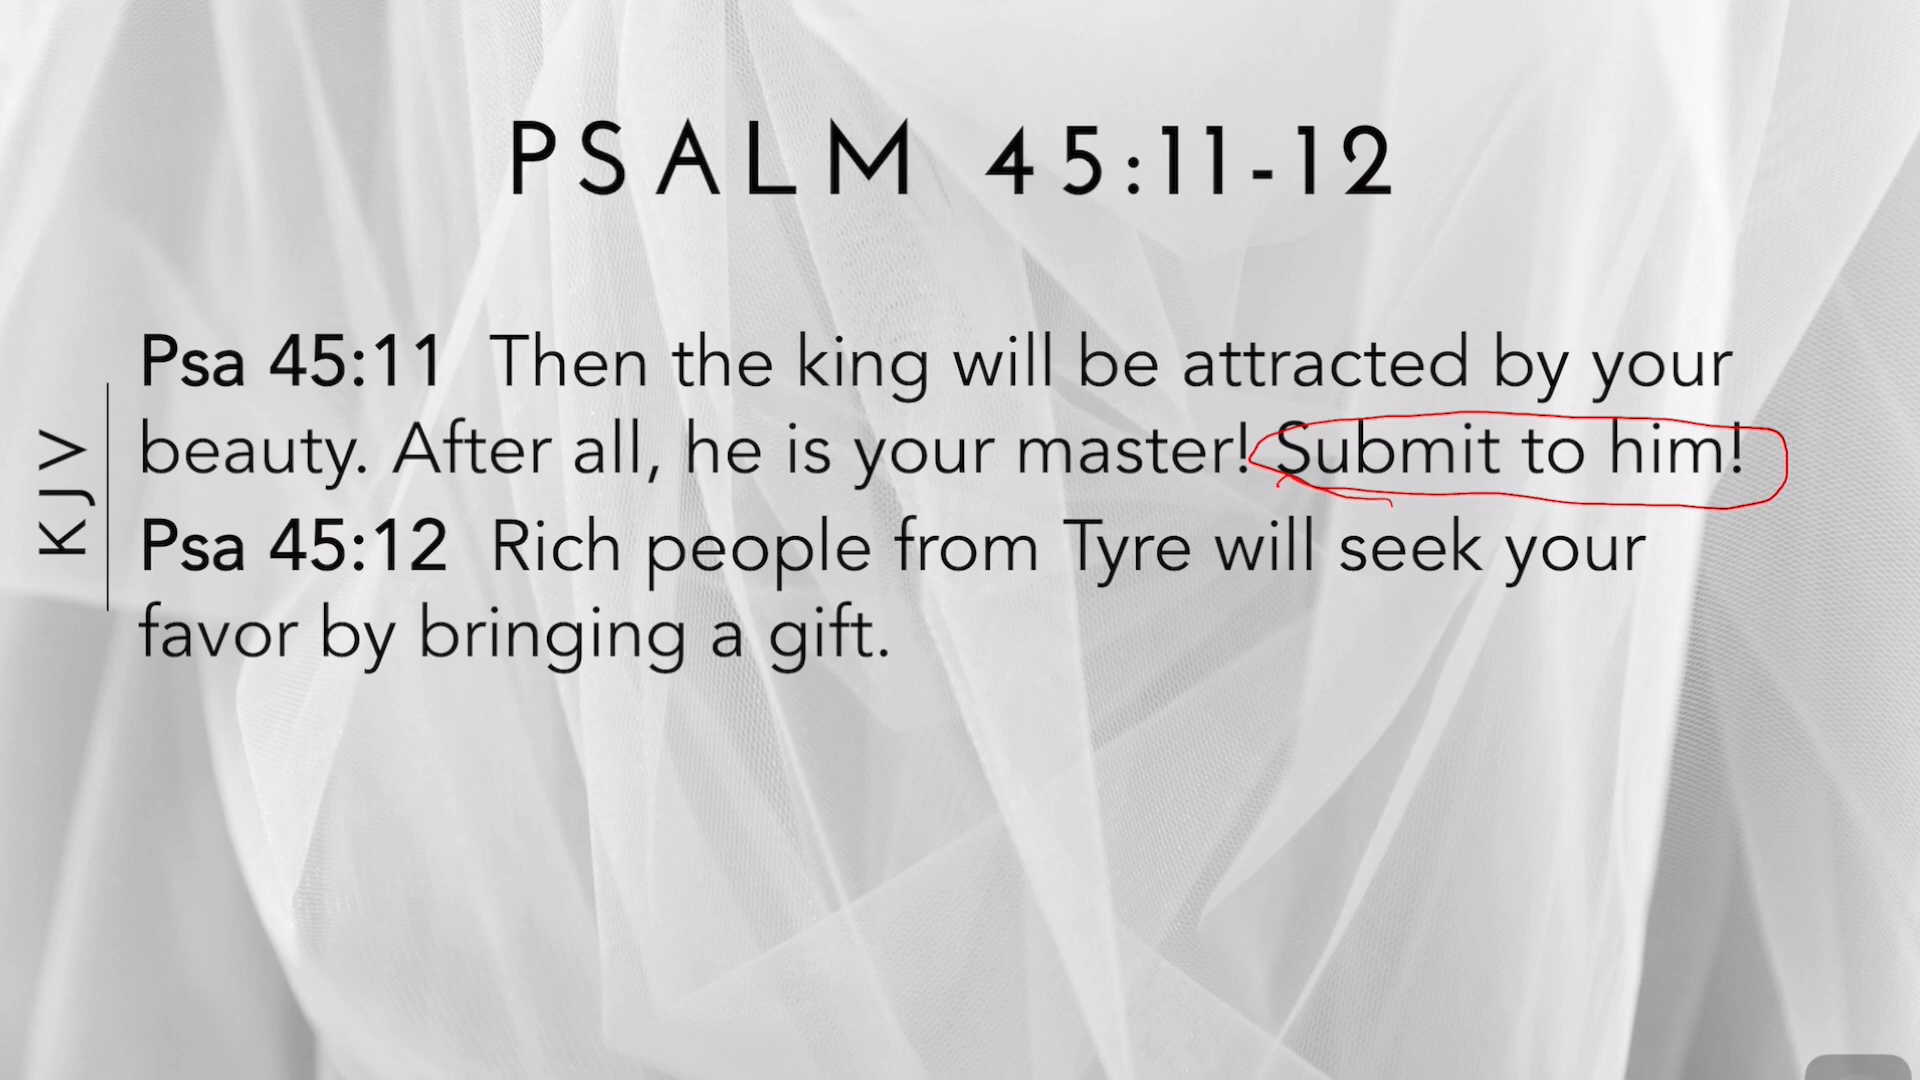 PSALM 45:11-12
KJV
Psa 45:11 Then the king will be attracted by your
beauty. After all, he is your master! Submit to him!
Psa 45:12 Rich people from Tyre will seek your
favor by bringing a gift.